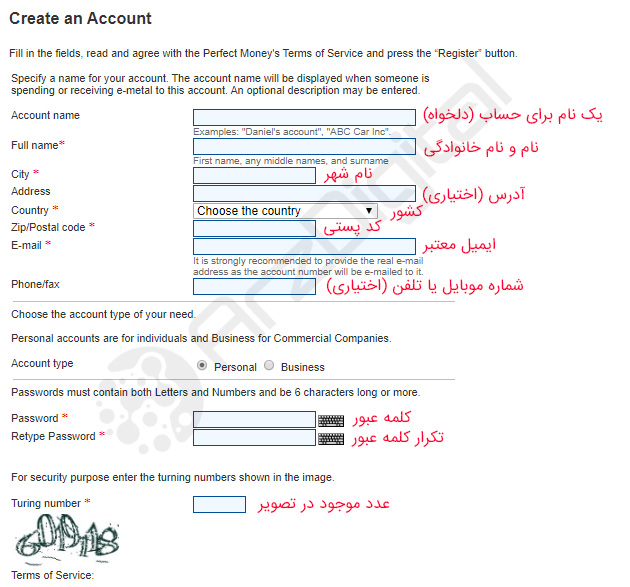 Create an Account
Fill in the fields, read and agree with the Perfect Money's Terms of Service and press the “Register” button.
Specify a name for your account. The account name will be displayed when someone is
spending or receiving e-metal to this account. An optional description may be entered.
Account name یک نام برای حساب (دلخواه)
Examples: "Daniel's account", "ABC Car Inc".
Full name* نام و نام خانوادگی
First name, any middle names, and surname
City * نام شهر
Address آدرس (اختیاری)
Country * Choose the country کشور
Zip/Postal code * کد پستی
E-mail * ایمیل معتبر
It is strongly recommended to provide the real e-mail
address as the account number will be e-mailed to it.
Phone/fax شماره موبایل یا تلفن (اختیاری)
Choose the account type of your need.
Personal accounts are for individuals and Business for Commercial Companies.
Account type Personal Business
Passwords must contain both Letters and Numbers and be 6 characters long or more.
Password * کلمه عبور
Retype Password * تکرار کلمه عبور
For security purpose enter the turning numbers shown in the image.
Turing number * عدد موجود در تصویر
Terms of Service:
ArzDigital